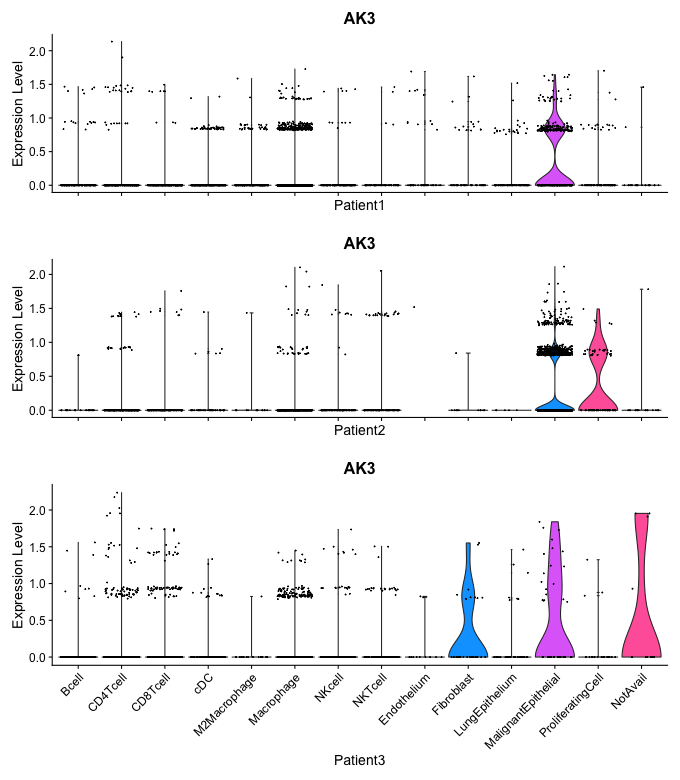 AK3
Expression Level
2.0
1.5
1.0
0.5
0.0
Patient1
AK3
Expression Level
2.0
1.5
1.0
0.5
0.0
Patient2
AK3
Expression Level
2.0
1.5
1.0
0.5
0.0
Bcell
CD4Tcell
CD8Tcell
cDC
M2Macrophage
Macrophage
NKcell
NKTcell
Endothelium
Fibroblast
LungEpithelium
MalignantEpithelial
ProliferatingCell
NotAvail
Patient3